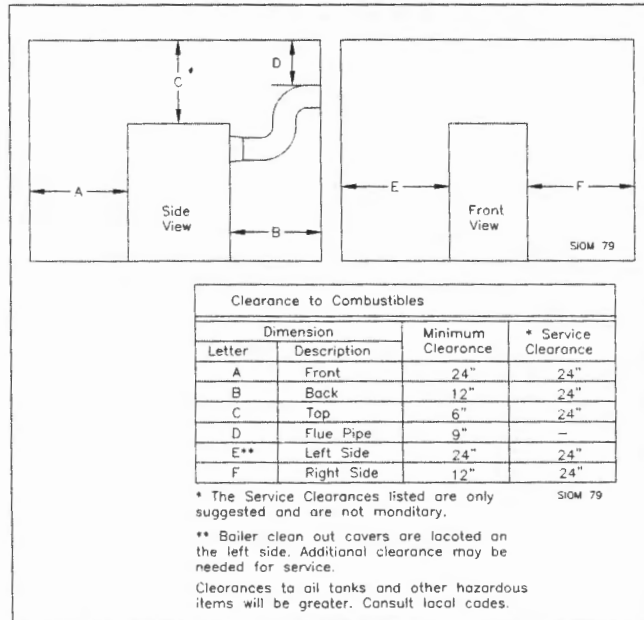 C*
D
A
Side
View
B
E
Front
View
F
SIOM 79
Clearance to Combustibles
Dimension
Minimum
Clearance
* Service
Clearance
Letter
Description
A Front 24" 24"
B Back 12" 24"
C Top 6" 24"
D Flue Pipe 9" –
E** Left Side 24" 24"
F Right Side 12" 24"
* The Service Clearances listed are only
suggested and are not monditary.
SIOM 79
** Boiler clean out covers are located on
the left side. Additional clearance may be
needed for service.
Clearances to oil tanks and other hazardous
items will be greater. Consult local codes.